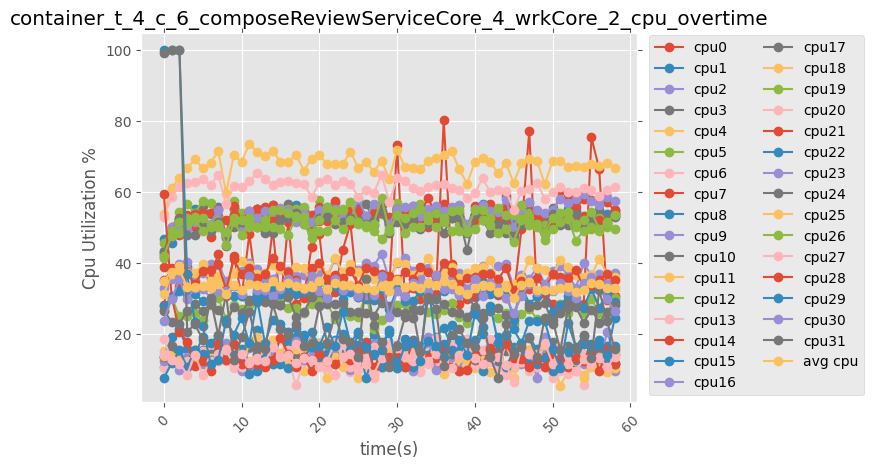 container_t_4_c_6_composeReviewServiceCore_4_wrkCore_2_cpu_overtime
Cpu Utilization %
100
80
60
40
20
0
10
20
30
40
50
60
time(s)
cpu0
cpu1
cpu2
cpu3
cpu4
cpu5
cpu6
cpu7
cpu8
cpu9
cpu10
cpu11
cpu12
cpu13
cpu14
cpu15
cpu16
cpu17
cpu18
cpu19
cpu20
cpu21
cpu22
cpu23
cpu24
cpu25
cpu26
cpu27
cpu28
cpu29
cpu30
cpu31
avg cpu